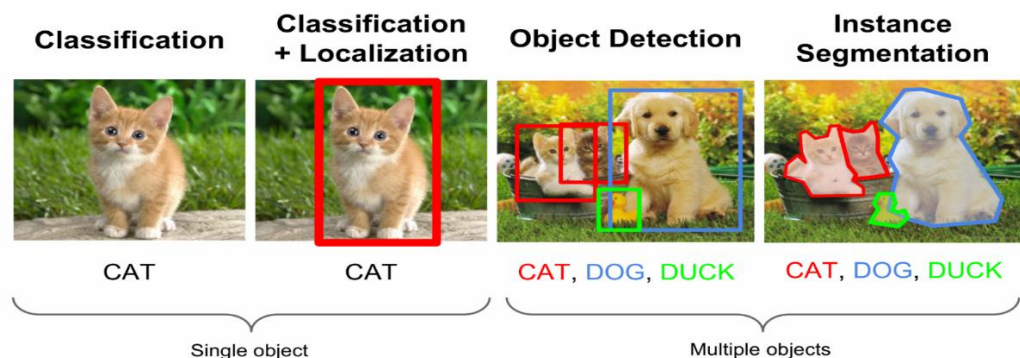 Classification
Classification
+ Localization
Object Detection
Instance
Segmentation
CAT
CAT
CAT, DOG, DUCK
CAT, DOG, DUCK
Single object
Multiple objects